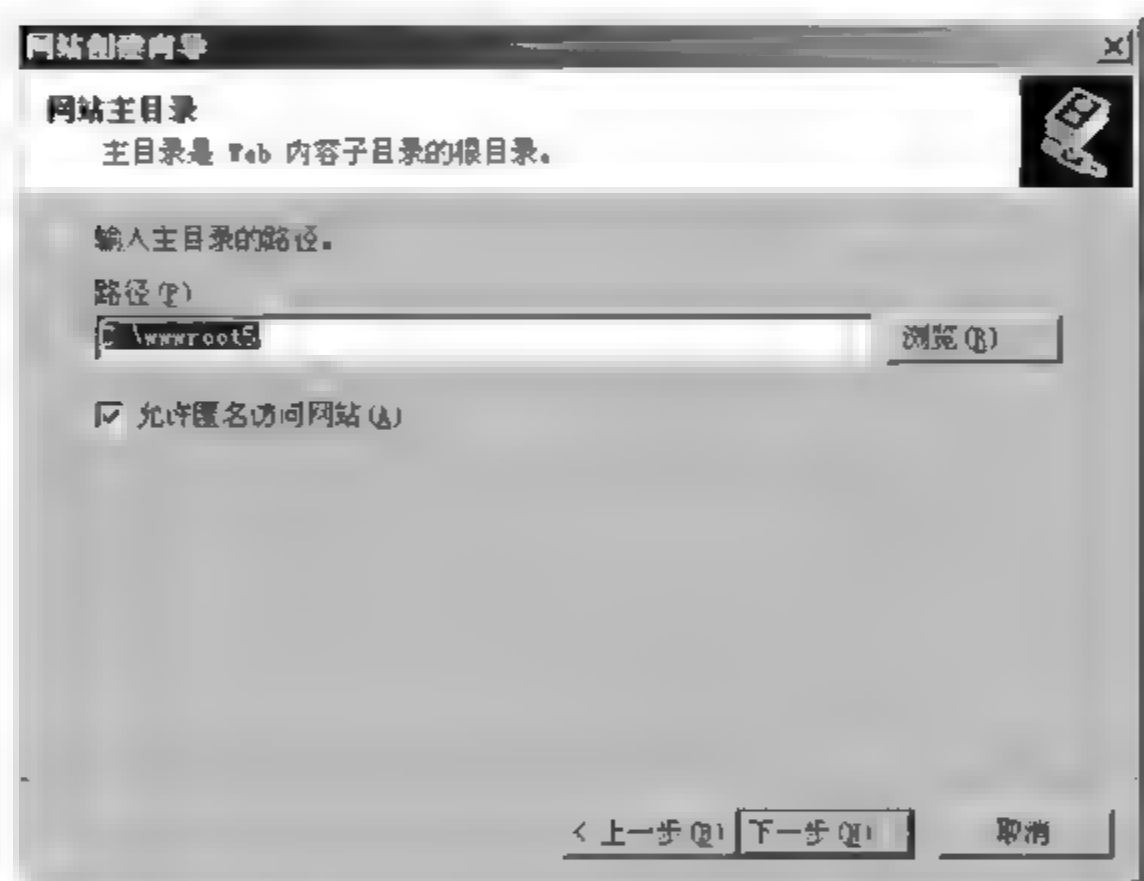 网站创建向导
网站主目录
主目录是 Web 内容子目录的根目录。
输入主目录的路径。
路径(P)
C \wwwroot5
浏览(R)
允许匿名访问网站(A)
< 上一步(B)
下一步(N)
取消